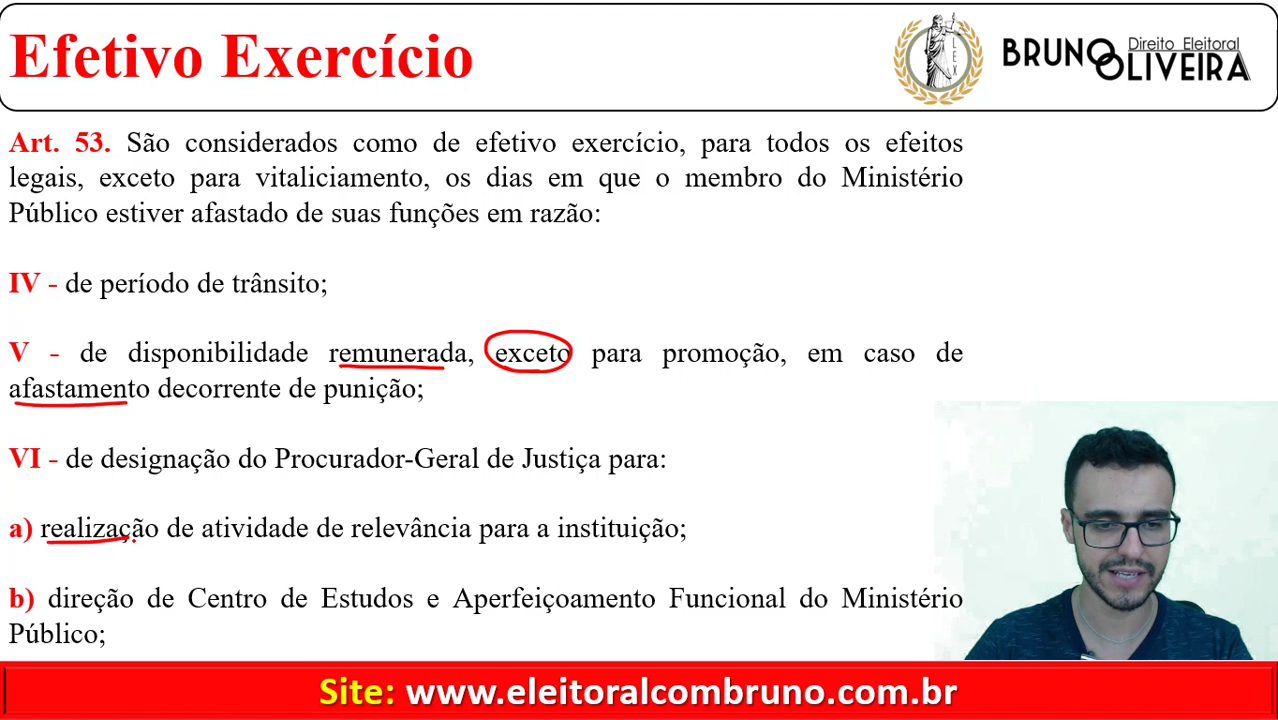 Efetivo Exercício
LEX
BRUNO OLIVEIRA
Direito Eleitoral
Art. 53. São considerados como de efetivo exercício, para todos os efeitos
legais, exceto para vitaliciamento, os dias em que o membro do Ministério
Público estiver afastado de suas funções em razão:
IV - de período de trânsito;
V - de disponibilidade remunerada, exceto para promoção, em caso de
afastamento decorrente de punição;
VI - de designação do Procurador-Geral de Justiça para:
a) realização de atividade de relevância para a instituição;
b) direção de Centro de Estudos e Aperfeiçoamento Funcional do Ministério
Público;
Site: www.eleitoralcombruno.com.br